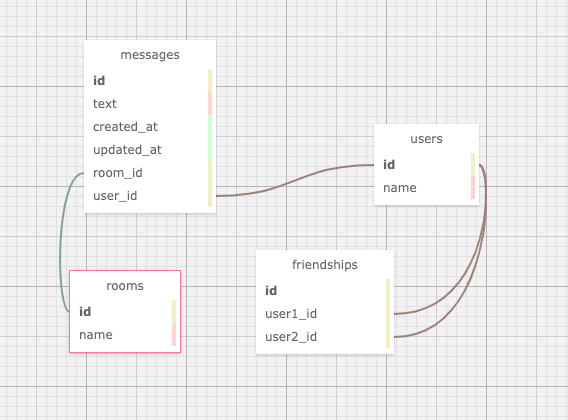 messages
id
text
created_at
updated_at
room_id
user_id
users
id
name
friendships
id
user1_id
user2_id
rooms
id
name